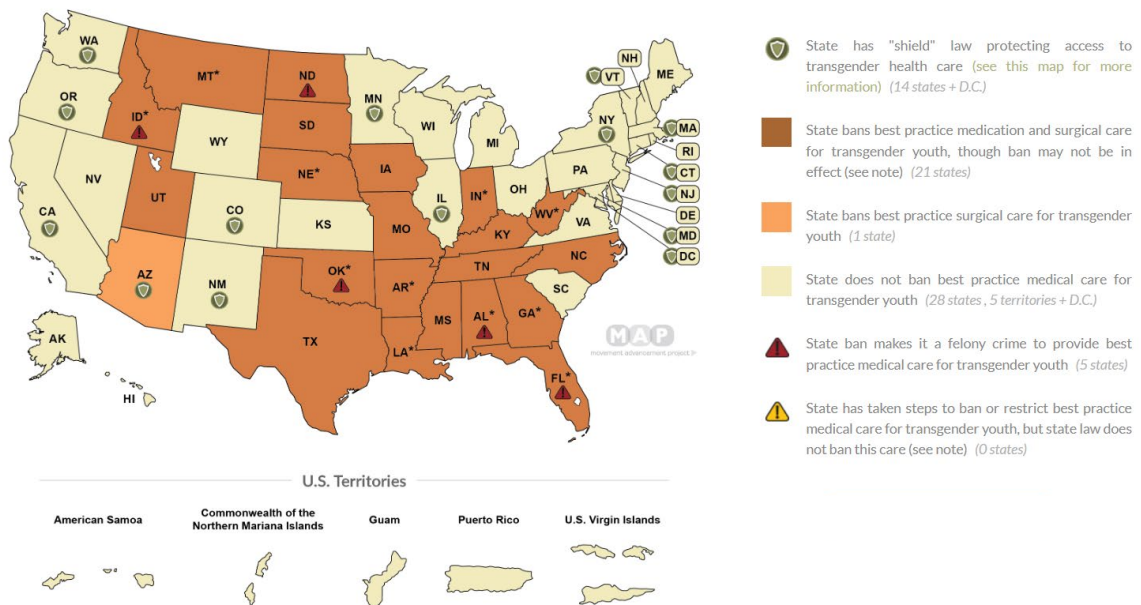 WA
OR
CA
NV
ID*
MT*
WY
UT
AZ
CO
NM
ND
SD
NE*
KS
OK*
TX
MN
IA
MO
AR*
LA*
WI
IL
MI
IN*
OH
KY
TN
MS
AL*
GA*
FL*
SC
NC
VA
WV*
PA
NY
VT
NH
ME
MA
RI
CT
NJ
DE
MD
DC
AK
HI
MAP
movement advancement project
State has "shield" law protecting access to
transgender health care (see this map for more
information) (14 states + D.C.)
State bans best practice medication and surgical care
for transgender youth, though ban may not be in
effect (see note) (21 states)
State bans best practice surgical care for transgender
youth (1 state)
State does not ban best practice medical care for
transgender youth (28 states , 5 territories + D.C.)
State ban makes it a felony crime to provide best
practice medical care for transgender youth (5 states)
State has taken steps to ban or restrict best practice
medical care for transgender youth, but state law does
not ban this care (see note) (0 states)
U.S. Territories
American Samoa
Commonwealth of the
Northern Mariana Islands
Guam
Puerto Rico
U.S. Virgin Islands